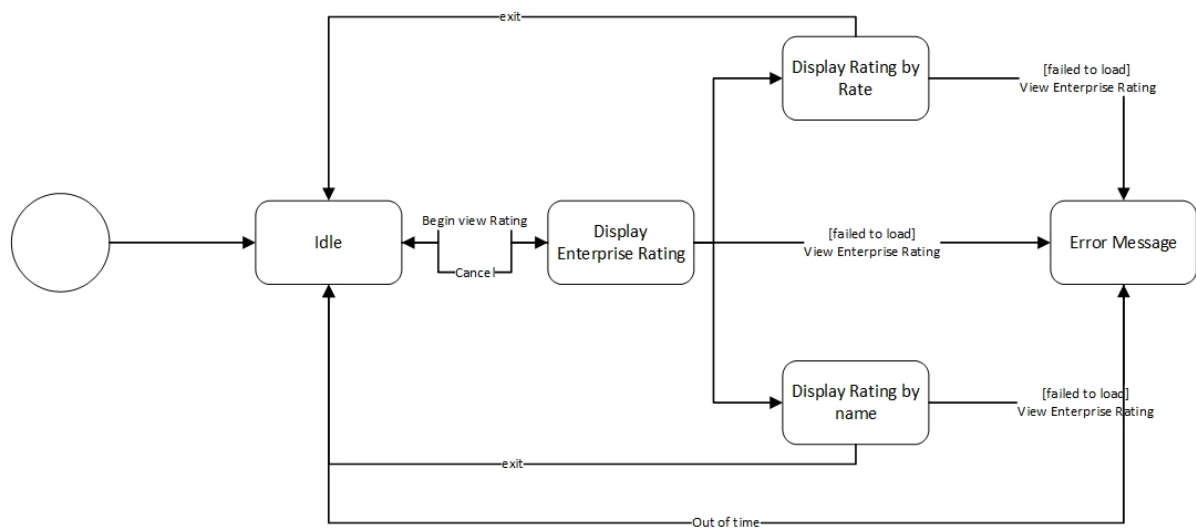 exit
Display Rating by
Rate
[failed to load]
View Enterprise Rating
Begin view Rating
Idle
Cancel
Display
Enterprise Rating
[failed to load]
View Enterprise Rating
Error Message
Display Rating by
name
[failed to load]
View Enterprise Rating
exit
Out of time